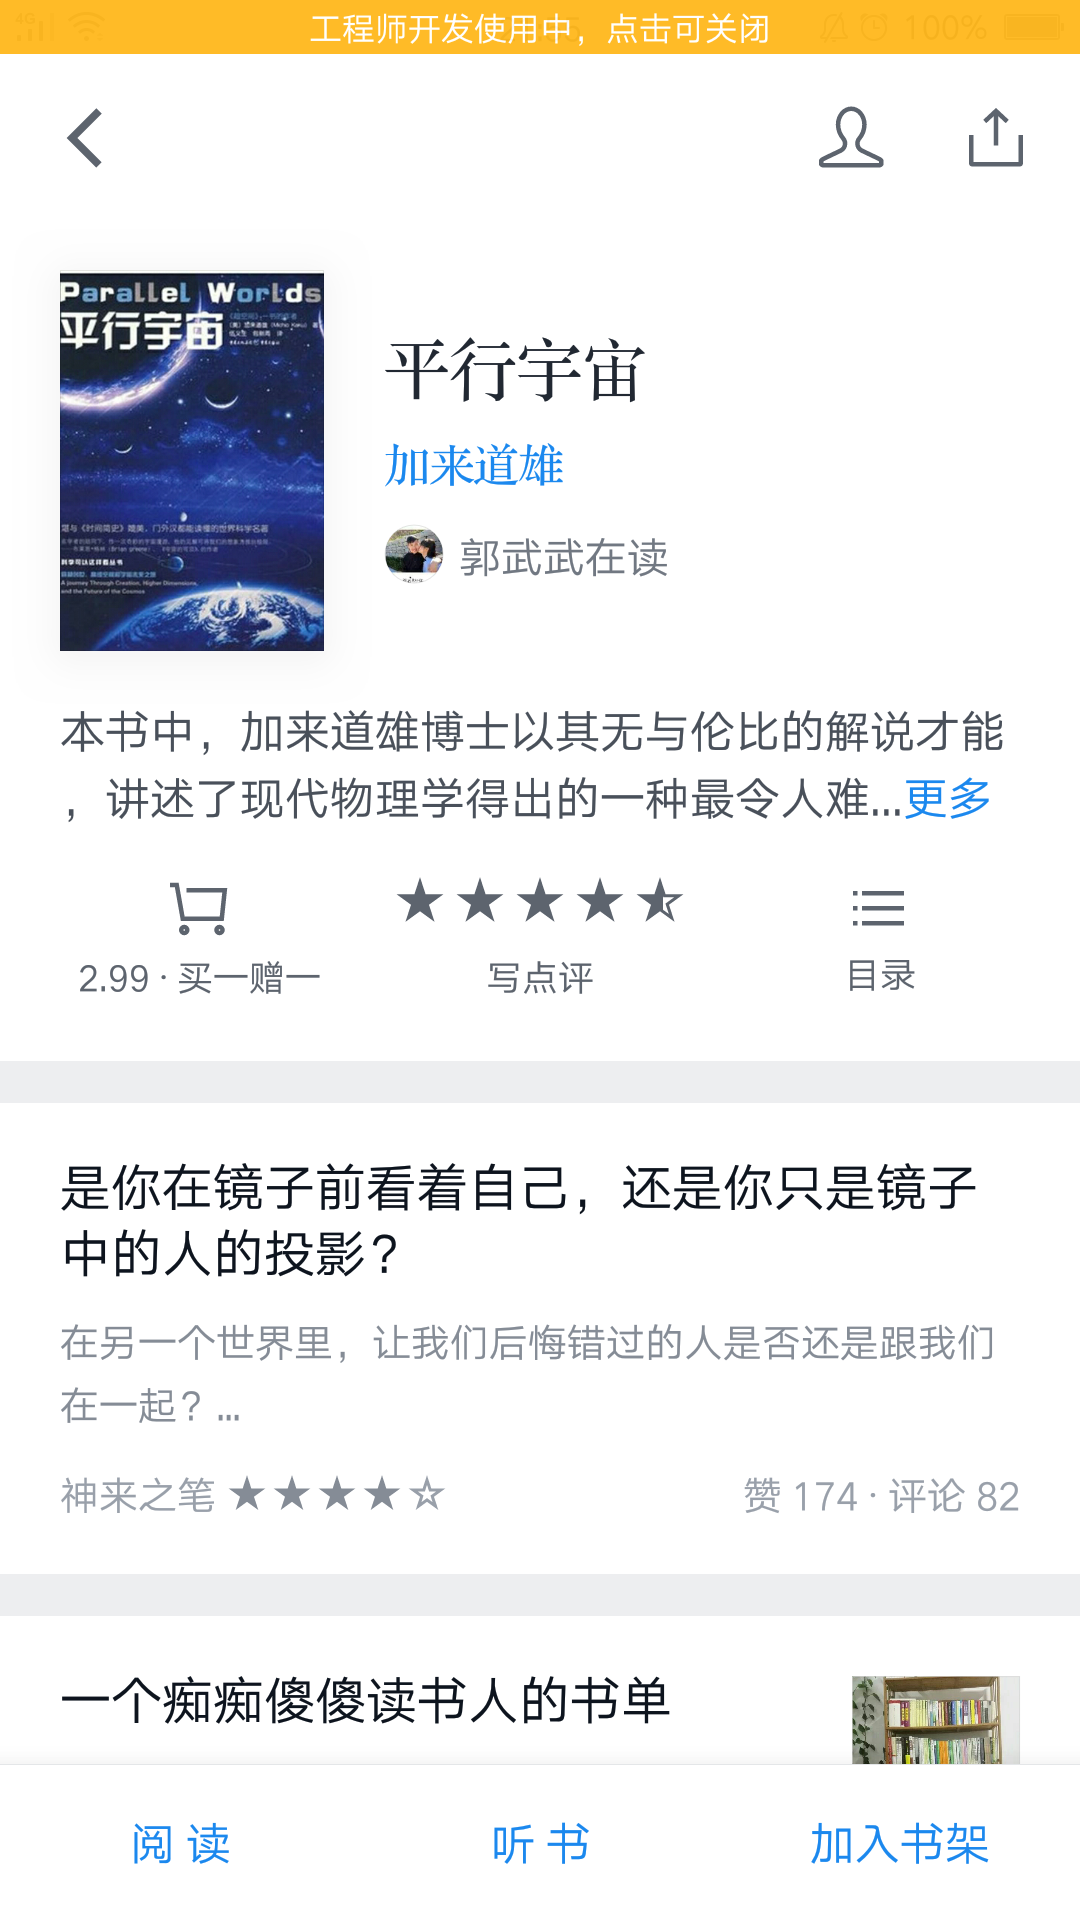 工程师开发使用中，点击可关闭
100%
Parallel Worlds
平行宇宙
平行宇宙
加来道雄
郭武武在读
本书中，加来道雄博士以其无与伦比的解说才能
，讲述了现代物理学得出的一种最令人难...更多
2.99 · 买一赠一
写点评
目录
是你在镜子前看着自己，还是你只是镜子
中的人的投影？
在另一个世界里，让我们后悔错过的人是否还是跟我们
在一起？...
神来之笔
赞 174 · 评论 82
一个痴痴傻傻读书人的书单
阅 读
听 书
加入书架